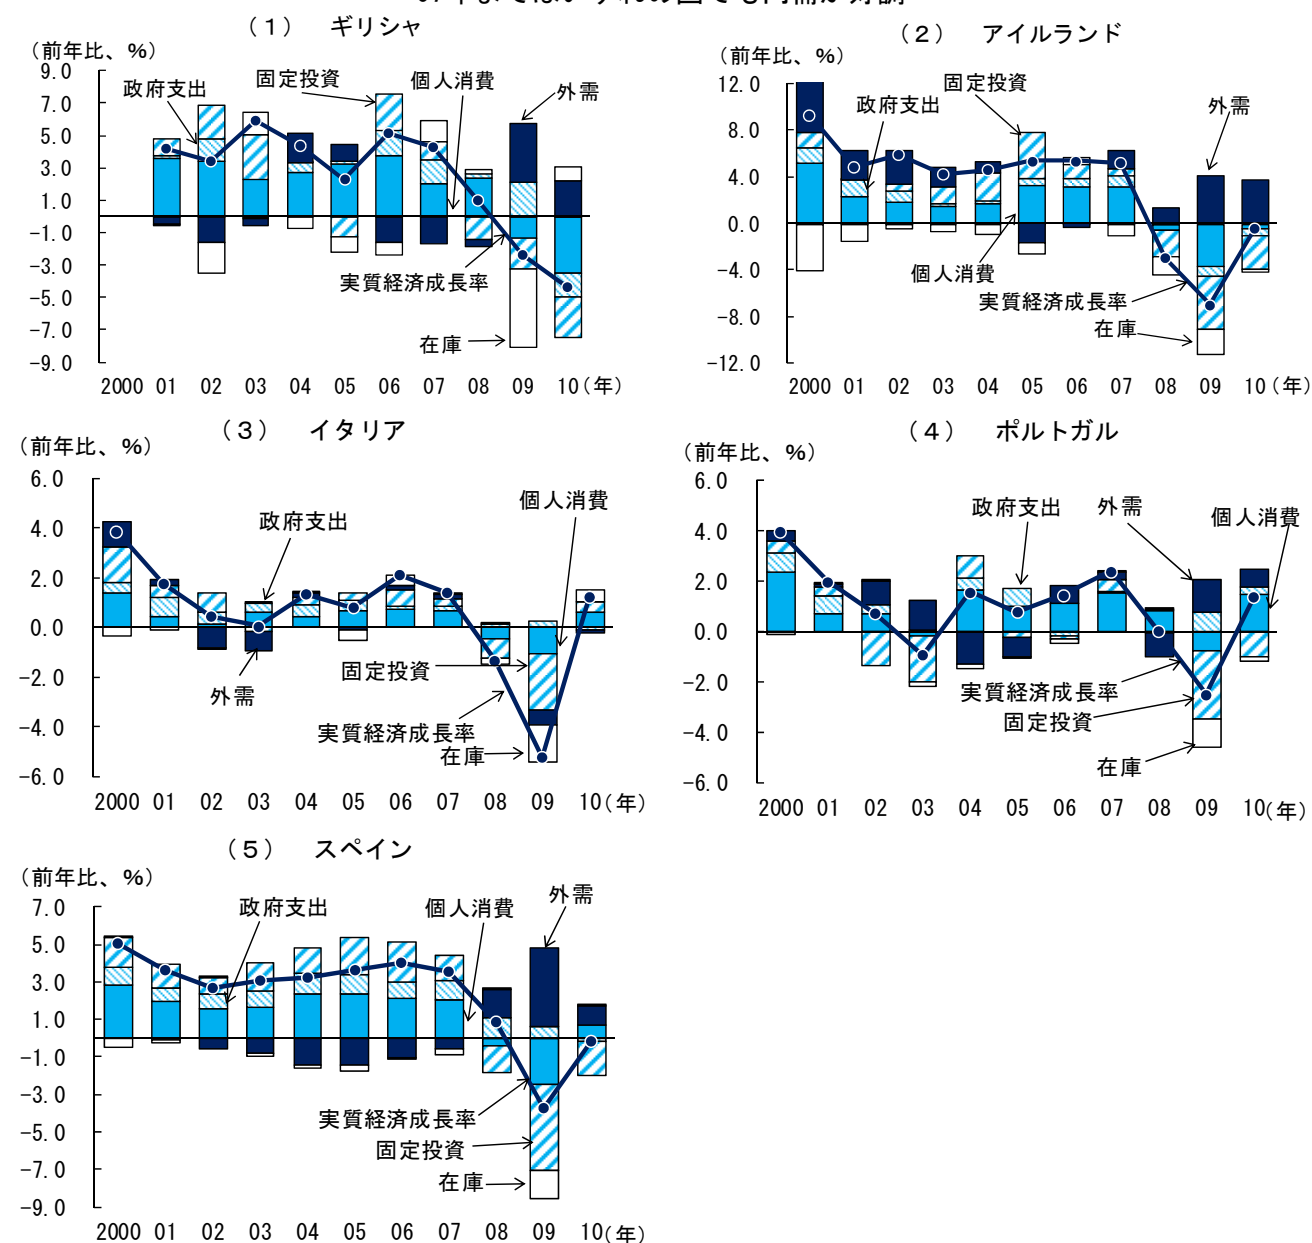 （１）　ギリシャ
（前年比、%）
9.0
7.0
5.0
3.0
1.0
-1.0
-3.0
-5.0
-7.0
-9.0
政府支出
固定投資
個人消費
外需
実質経済成長率
在庫
2000 01 02 03 04 05 06 07 08 09 10（年）
（２）　アイルランド
（前年比、%）
12.0
8.0
4.0
0.0
-4.0
-8.0
-12.0
固定投資
政府支出
外需
個人消費
実質経済成長率
在庫
2000 01 02 03 04 05 06 07 08 09 10（年）
（３）　イタリア
（前年比、%）
6.0
4.0
2.0
0.0
-2.0
-4.0
-6.0
個人消費
政府支出
固定投資
外需
実質経済成長率
在庫
2000 01 02 03 04 05 06 07 08 09 10（年）
（４）　ポルトガル
（前年比、%）
6.0
4.0
2.0
0.0
-2.0
-4.0
-6.0
政府支出
外需
個人消費
実質経済成長率
固定投資
在庫
2000 01 02 03 04 05 06 07 08 09 10（年）
（５）　スペイン
（前年比、%）
7.0
5.0
3.0
1.0
-1.0
-3.0
-5.0
-7.0
-9.0
外需
政府支出
個人消費
実質経済成長率
固定投資
在庫
2000 01 02 03 04 05 06 07 08 09 10（年）